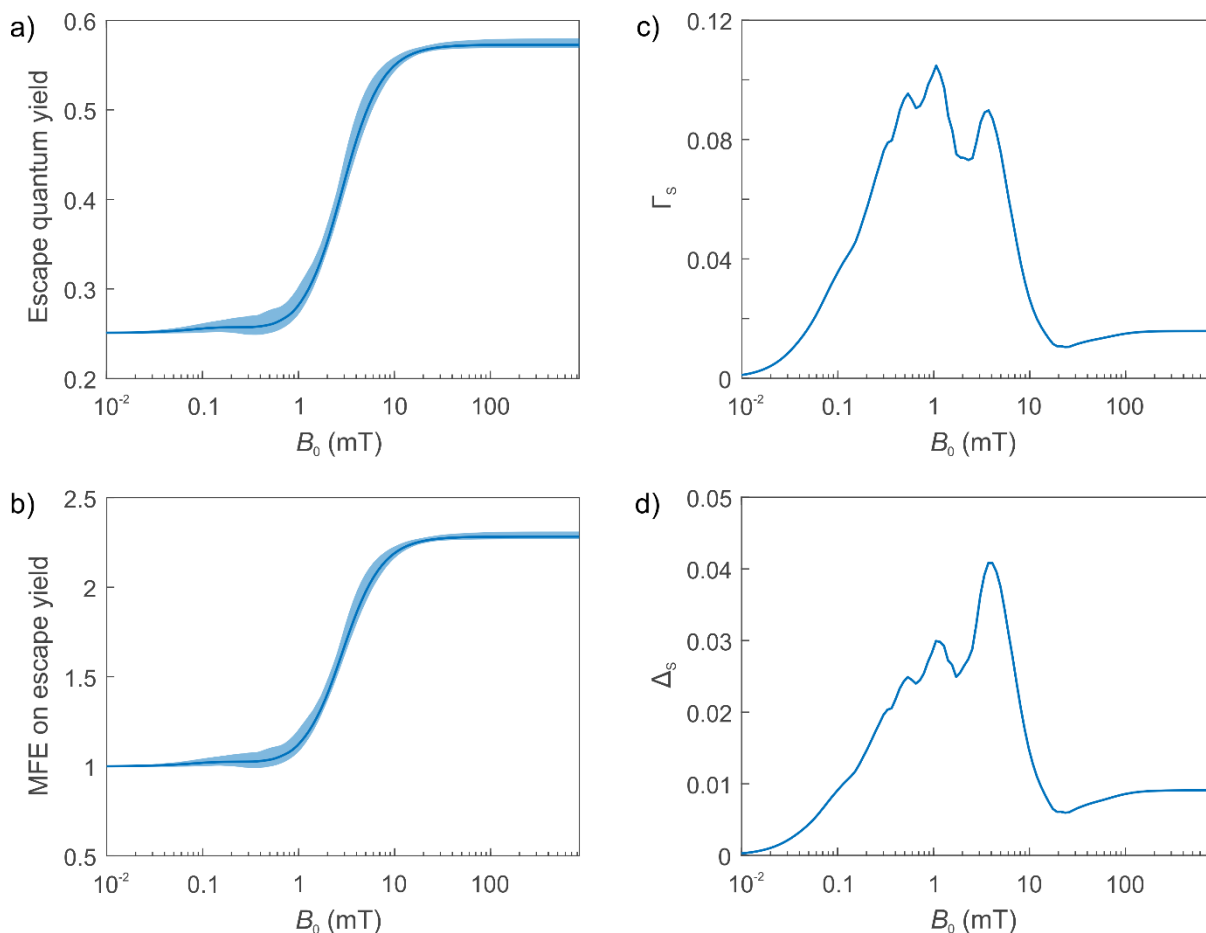 a)
0.6
0.5
0.4
0.3
0.2
Escape quantum yield
10⁻² 0.1 1 10 100
B₀ (mT)
c)
0.12
0.08
0.04
0
Γₛ
10⁻² 0.1 1 10 100
B₀ (mT)
b)
2.5
2
1.5
1
0.5
MFE on escape yield
10⁻² 0.1 1 10 100
B₀ (mT)
d)
0.05
0.04
0.03
0.02
0.01
0
Δₛ
10⁻² 0.1 1 10 100
B₀ (mT)